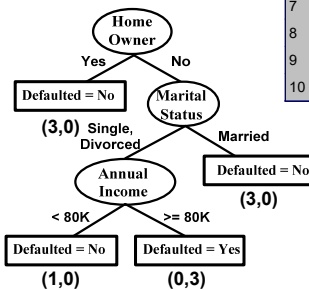 Home
Owner
7
8
9
10
Yes
No
Defaulted = No
Marital
Status
(3,0)
Single,
Divorced
Married
Annual
Income
Defaulted = No
(3,0)
< 80K
>= 80K
Defaulted = No
Defaulted = Yes
(1,0)
(0,3)